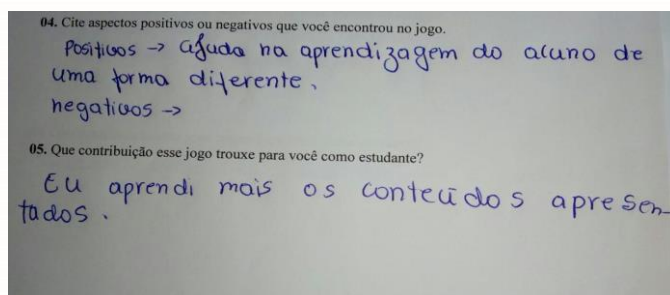 04. Cite aspectos positivos ou negativos que você encontrou no jogo.
Positivos -> ajuda na aprendizagem do aluno de
uma forma diferente.
negativos ->
05. Que contribuição esse jogo trouxe para você como estudante?
Eu aprendi mais os conteúdos apresen-
tados.